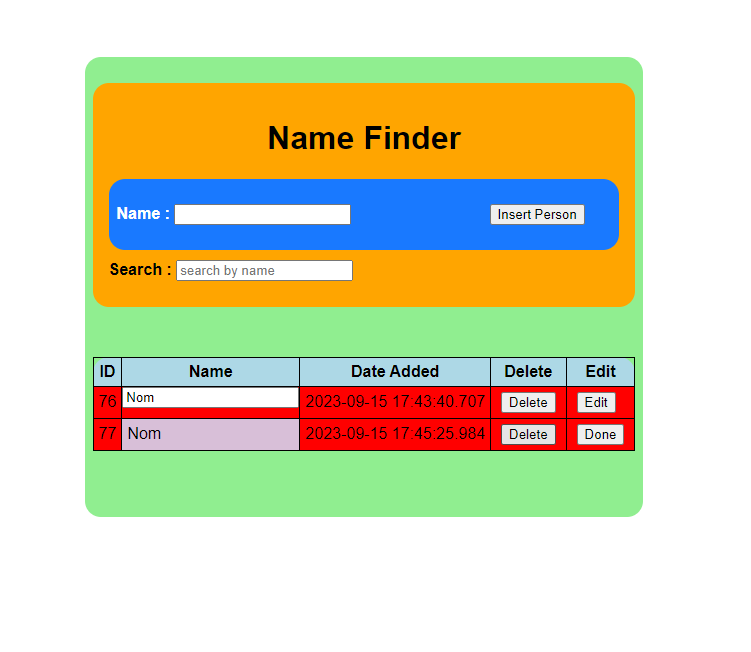 Name Finder
Name : Insert Person
Search : search by name
ID Name Date Added Delete Edit
76 Nom 2023-09-15 17:43:40.707 Delete Edit
77 Nom 2023-09-15 17:45:25.984 Delete Done